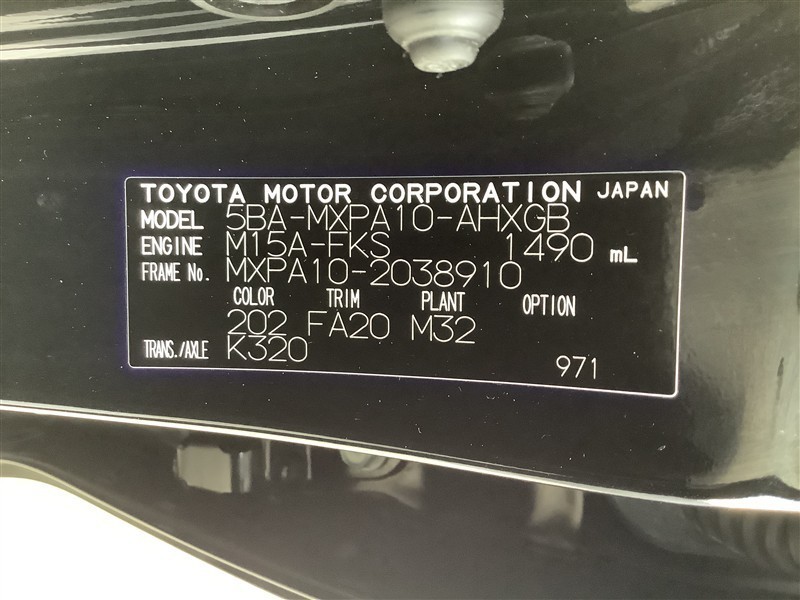 TOYOTA MOTOR CORPORATION JAPAN
MODEL 5BA-MXPA10-AHXGB
ENGINE M15A-FKS 1490 mL
FRAME No. MXPA10-2038910
COLOR TRIM PLANT OPTION
202 FA20 M32
TRANS./AXLE K320
971